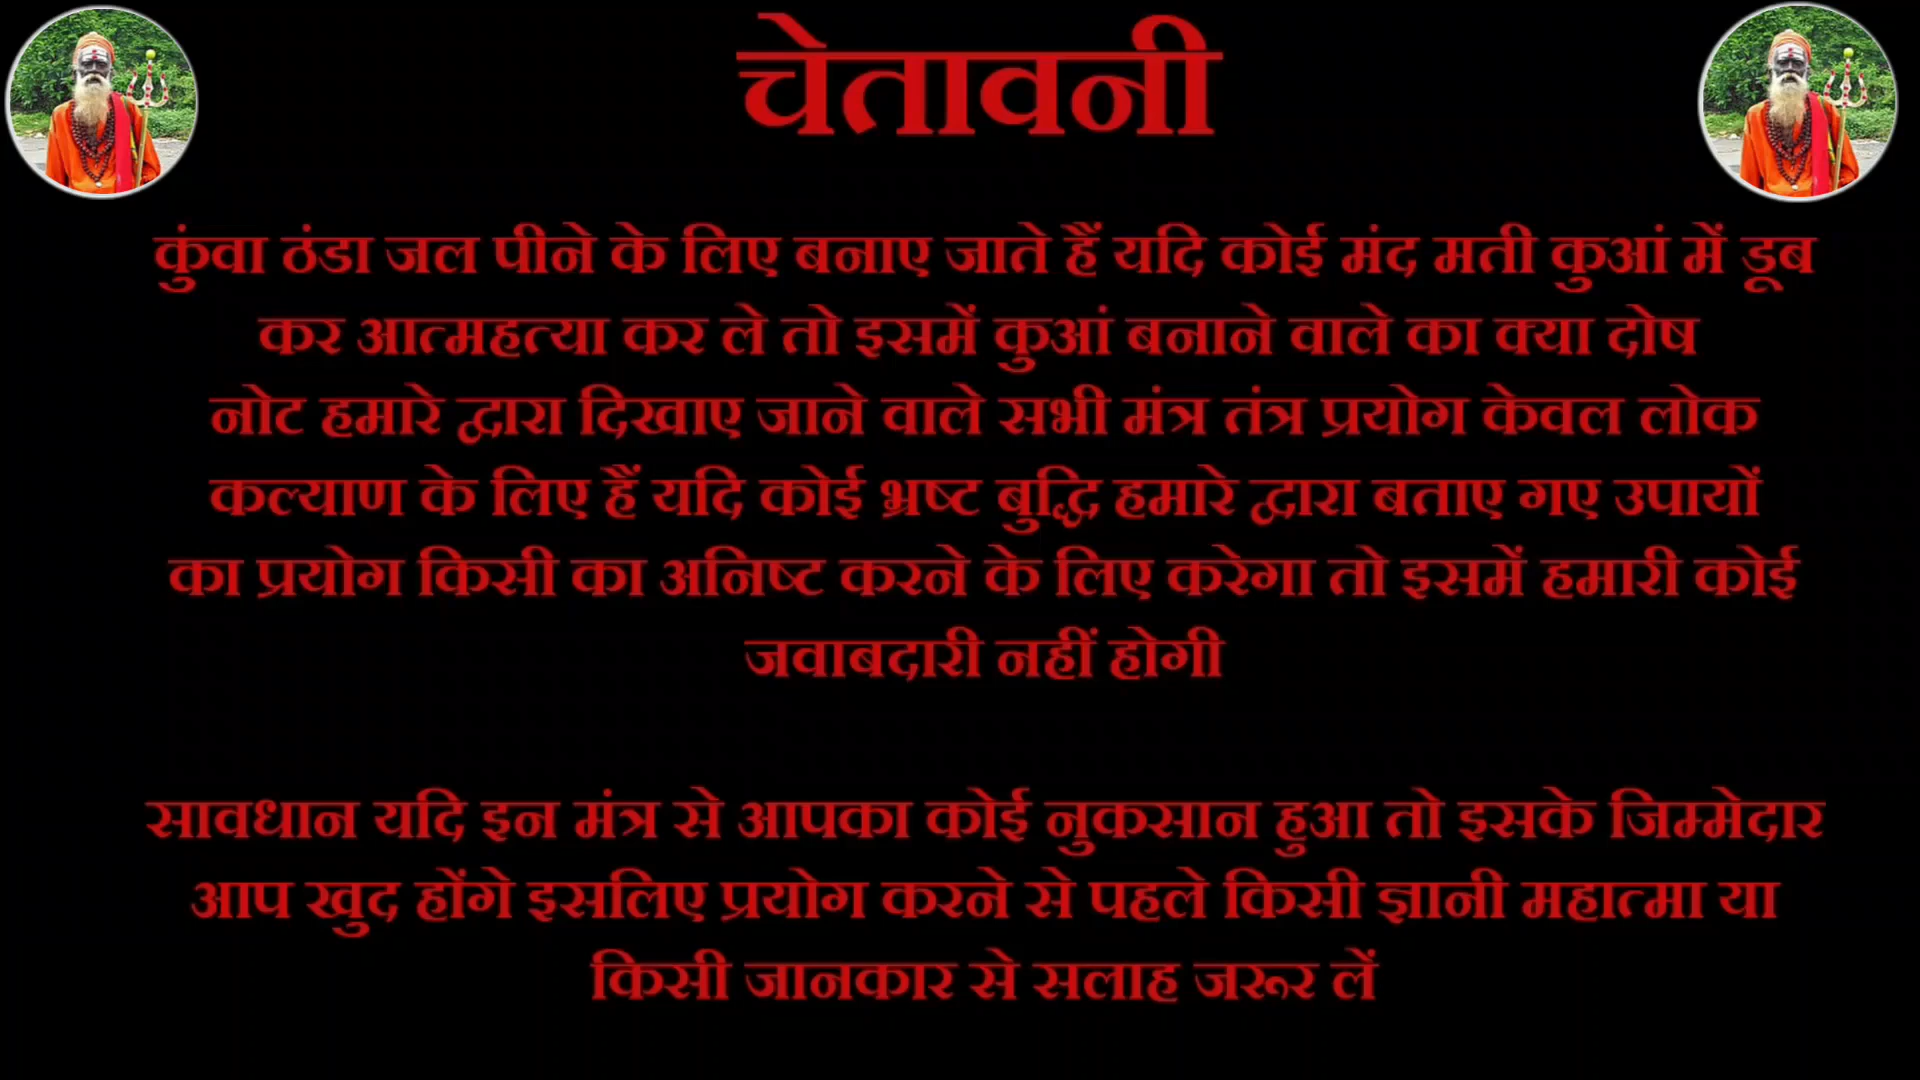 चेतावनी
कुंवा ठंडा जल पीने के लिए बनाए जाते हैं यदि कोई मंद मती कुआं में डूब
कर आत्महत्या कर ले तो इसमें कुआं बनाने वाले का क्या दोष
नोट हमारे द्वारा दिखाए जाने वाले सभी मंत्र तंत्र प्रयोग केवल लोक
कल्याण के लिए हैं यदि कोई भ्रष्ट बुद्धि हमारे द्वारा बताए गए उपायों
का प्रयोग किसी का अनिष्ट करने के लिए करेगा तो इसमें हमारी कोई
जवाबदारी नहीं होगी
सावधान यदि इन मंत्र से आपका कोई नुकसान हुआ तो इसके जिम्मेदार
आप खुद होंगे इसलिए प्रयोग करने से पहले किसी ज्ञानी महात्मा या
किसी जानकार से सलाह जरूर लें